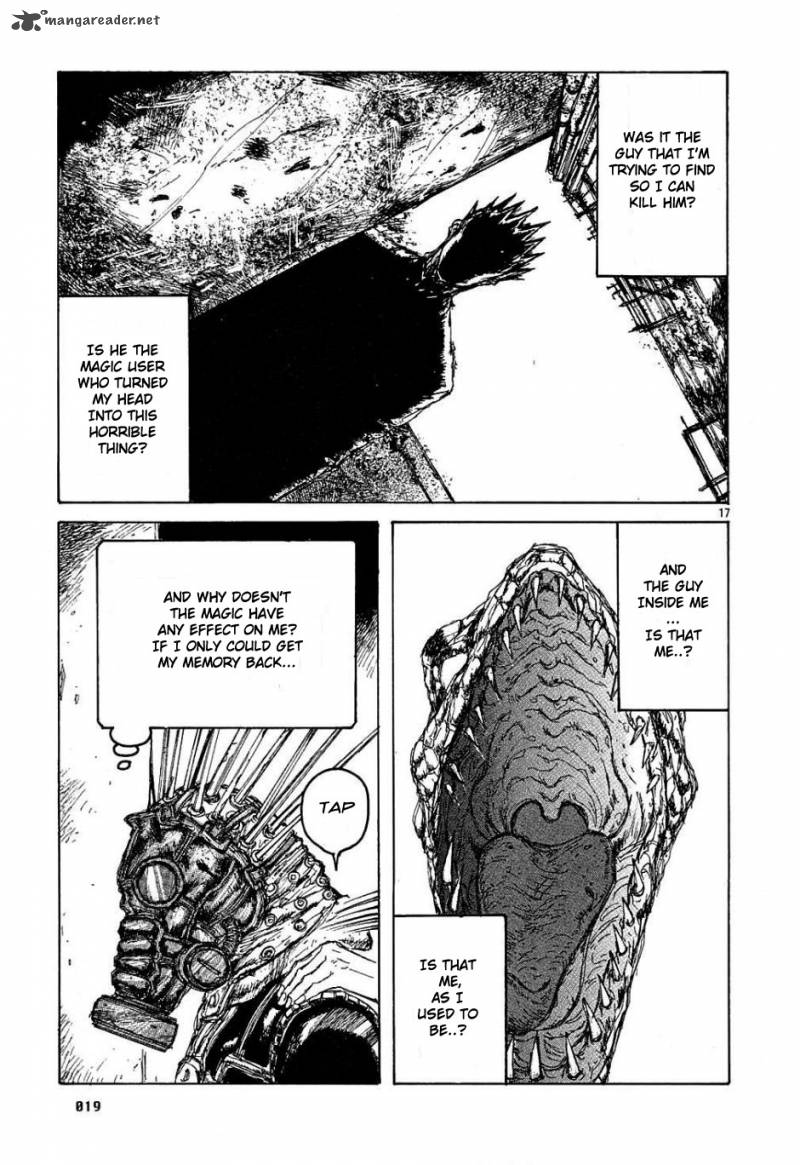 mangareader.net
WAS IT THE
GUY THAT I'M
TRYING TO FIND
SO I CAN
KILL HIM?
IS HE THE
MAGIC USER
WHO TURNED
MY HEAD
INTO THIS
HORRIBLE
THING?
17
AND
THE GUY
INSIDE ME
...
IS THAT
ME..?
IS THAT
ME,
AS I
USED TO
BE..?
AND WHY DOESN'T
THE MAGIC HAVE
ANY EFFECT ON ME?
IF I ONLY COULD GET
MY MEMORY BACK...
TAP
019